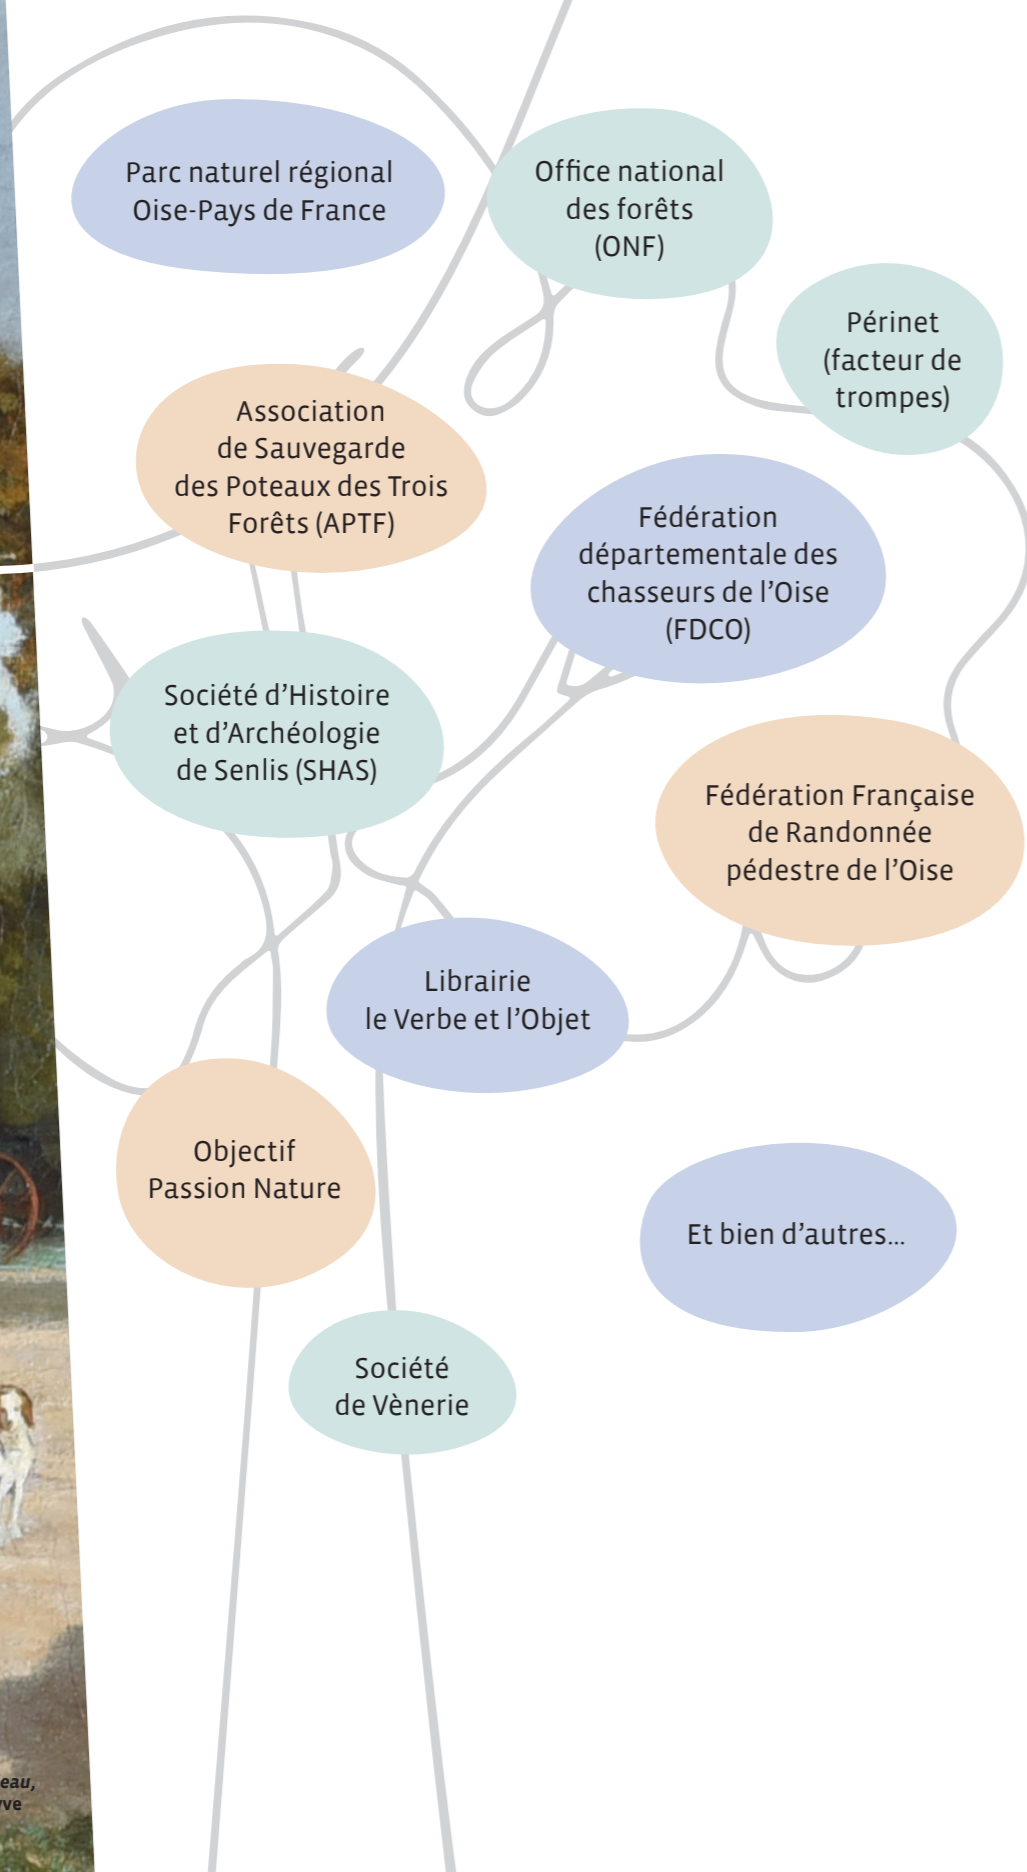 Parc naturel régional
Oise-Pays de France
Office national
des forêts
(ONF)
Périnet
(facteur de
trompes)
Association
de Sauvegarde
des Poteaux des Trois
Forêts (APTF)
Fédération
départementale des
chasseurs de l’Oise
(FDCO)
Société d’Histoire
et d’Archéologie
de Senlis (SHAS)
Fédération Française
de Randonnée
pédestre de l’Oise
Librairie
le Verbe et l’Objet
Objectif
Passion Nature
Et bien d’autres...
Société
de Vènerie
eau,